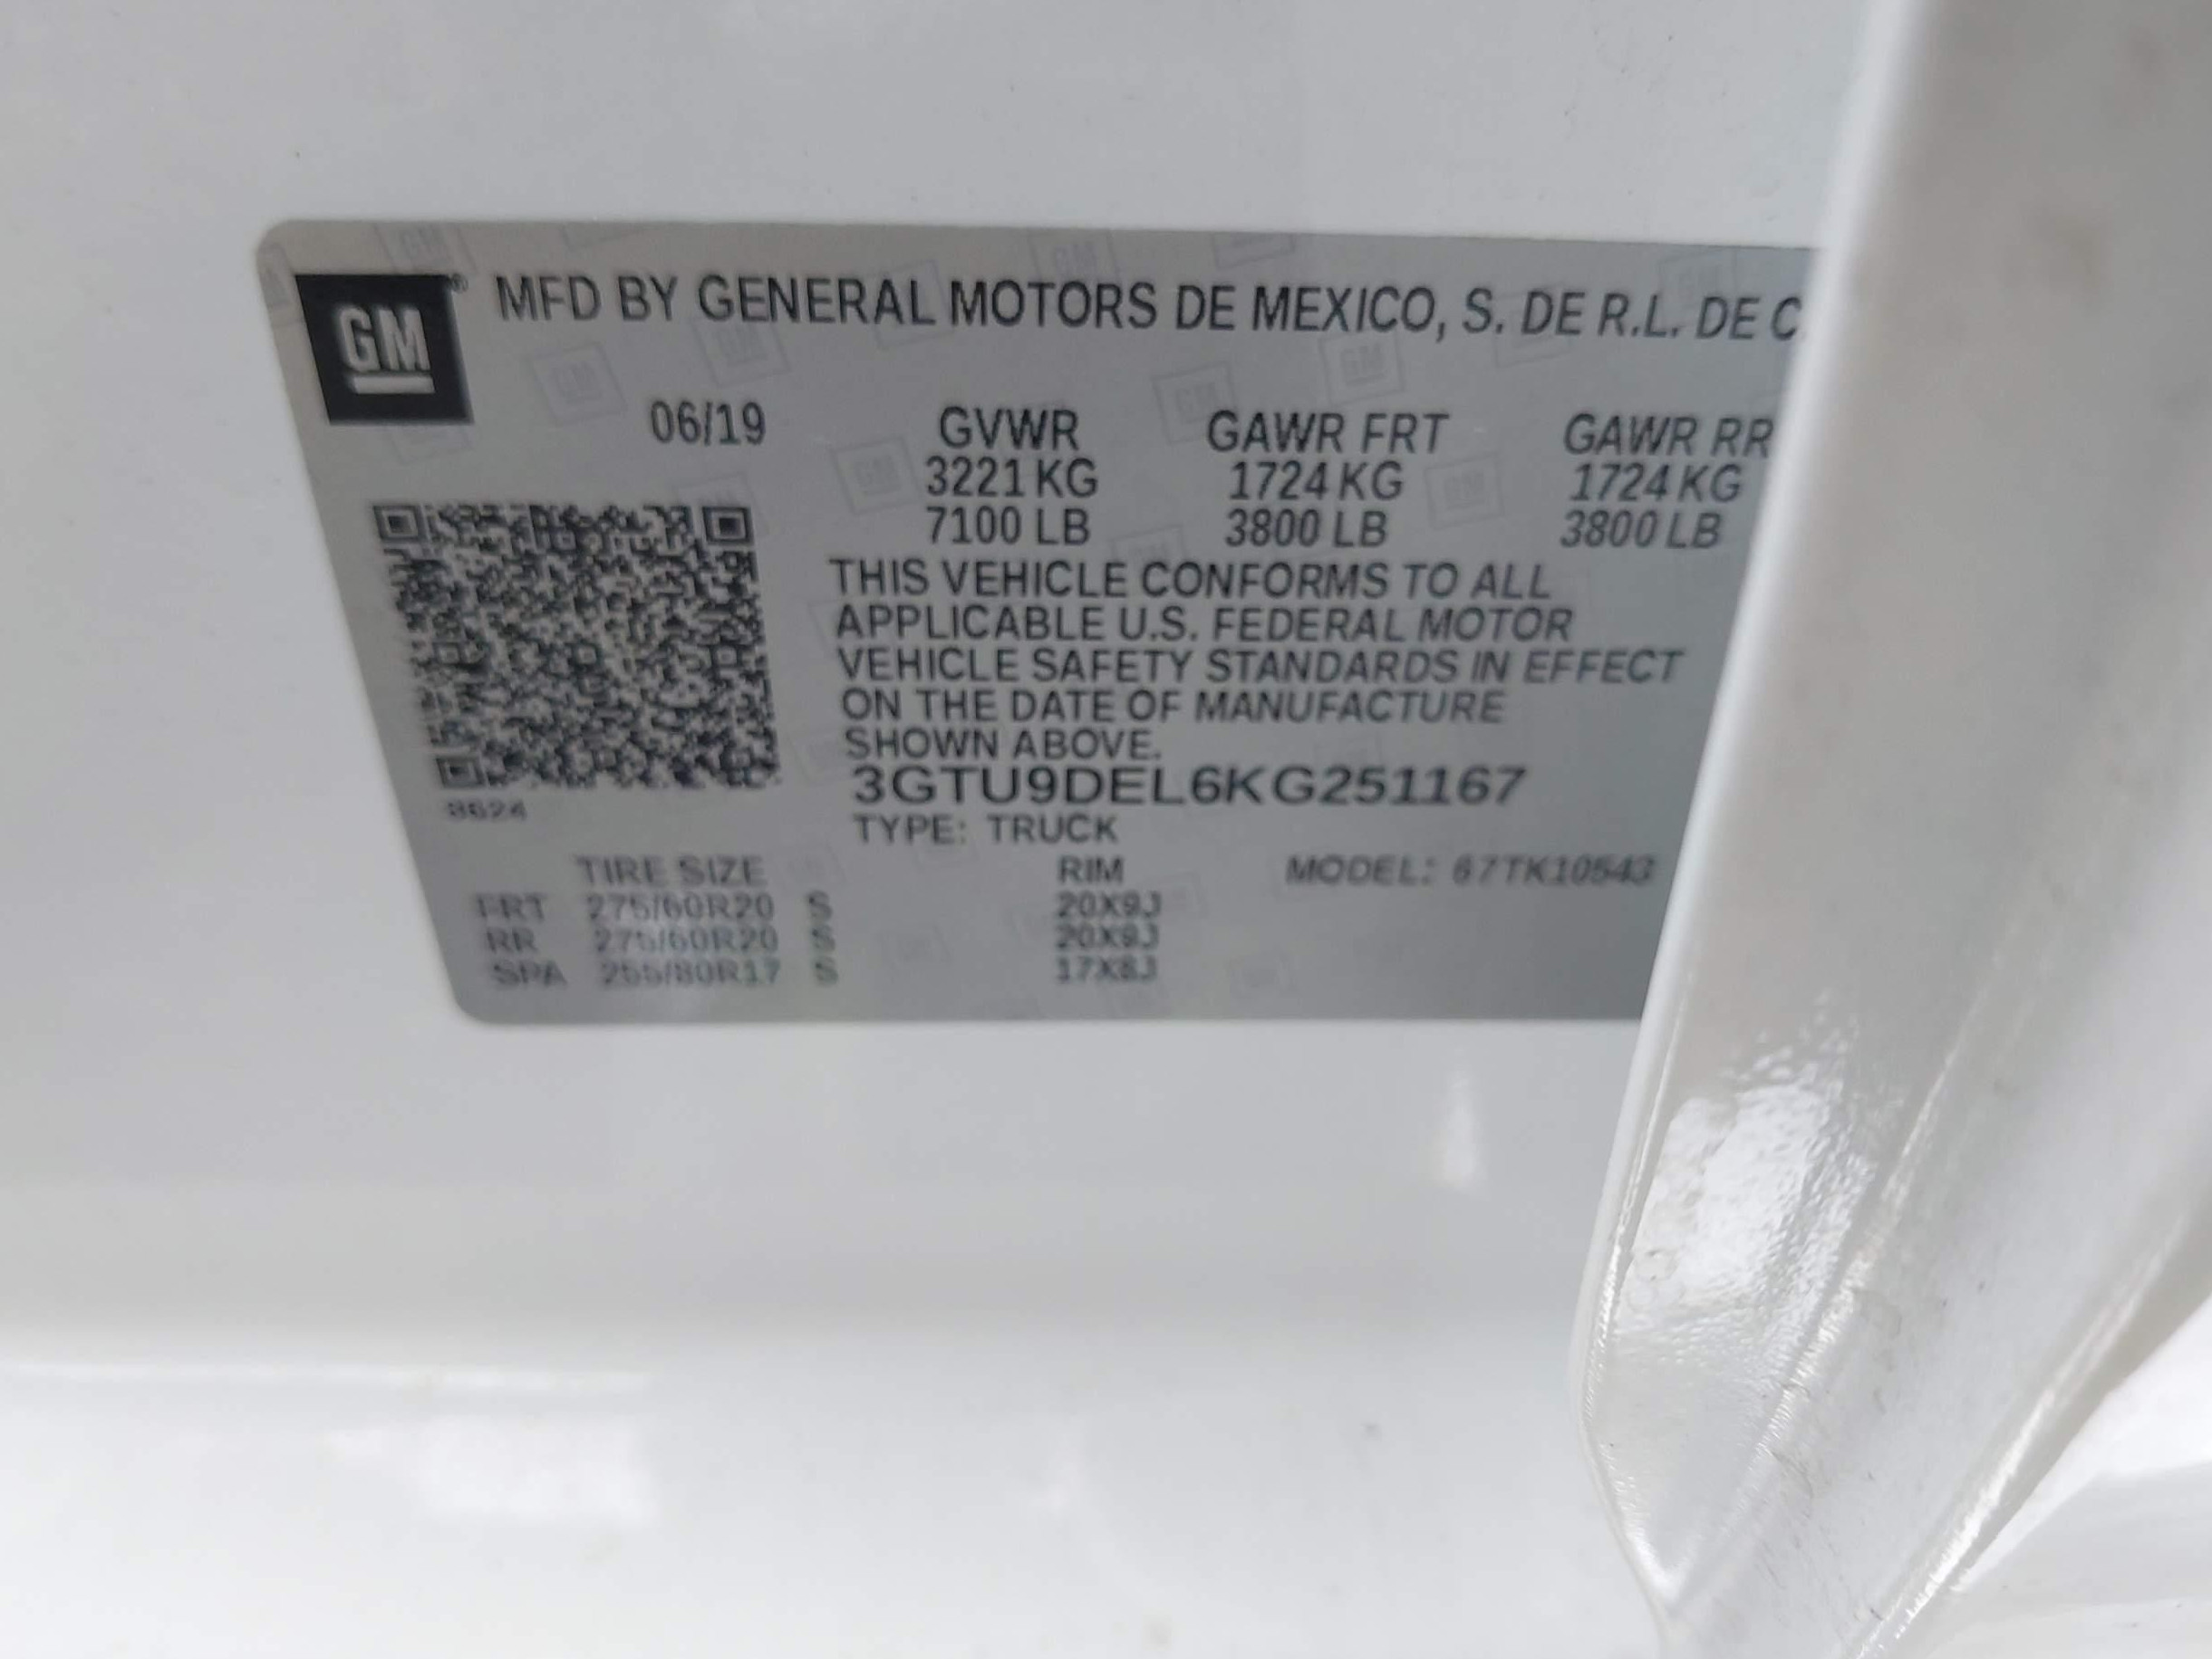 GM® MFD BY GENERAL MOTORS DE MEXICO, S. DE R.L. DE C
06/19 GVWR GAWR FRT GAWR RR
3221 KG 1724 KG 1724 KG
7100 LB 3800 LB 3800 LB
THIS VEHICLE CONFORMS TO ALL
APPLICABLE U.S. FEDERAL MOTOR
VEHICLE SAFETY STANDARDS IN EFFECT
ON THE DATE OF MANUFACTURE
SHOWN ABOVE.
3GTU9DEL6KG251167
8624
TYPE: TRUCK
TIRE SIZE RIM MODEL: 67TK10543
FRT 275/60R20 S 20X9J
RR 275/60R20 S 20X9J
SPA 255/80R17 S 17X8J